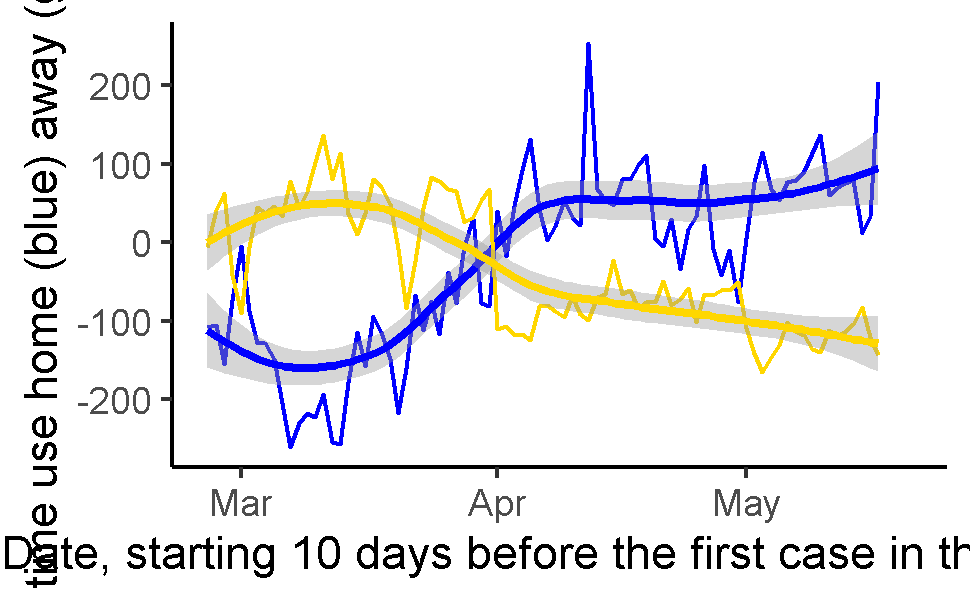 time use home (blue) away (
200
100
0
-100
-200
Mar Apr May
Date, starting 10 days before the first case in th